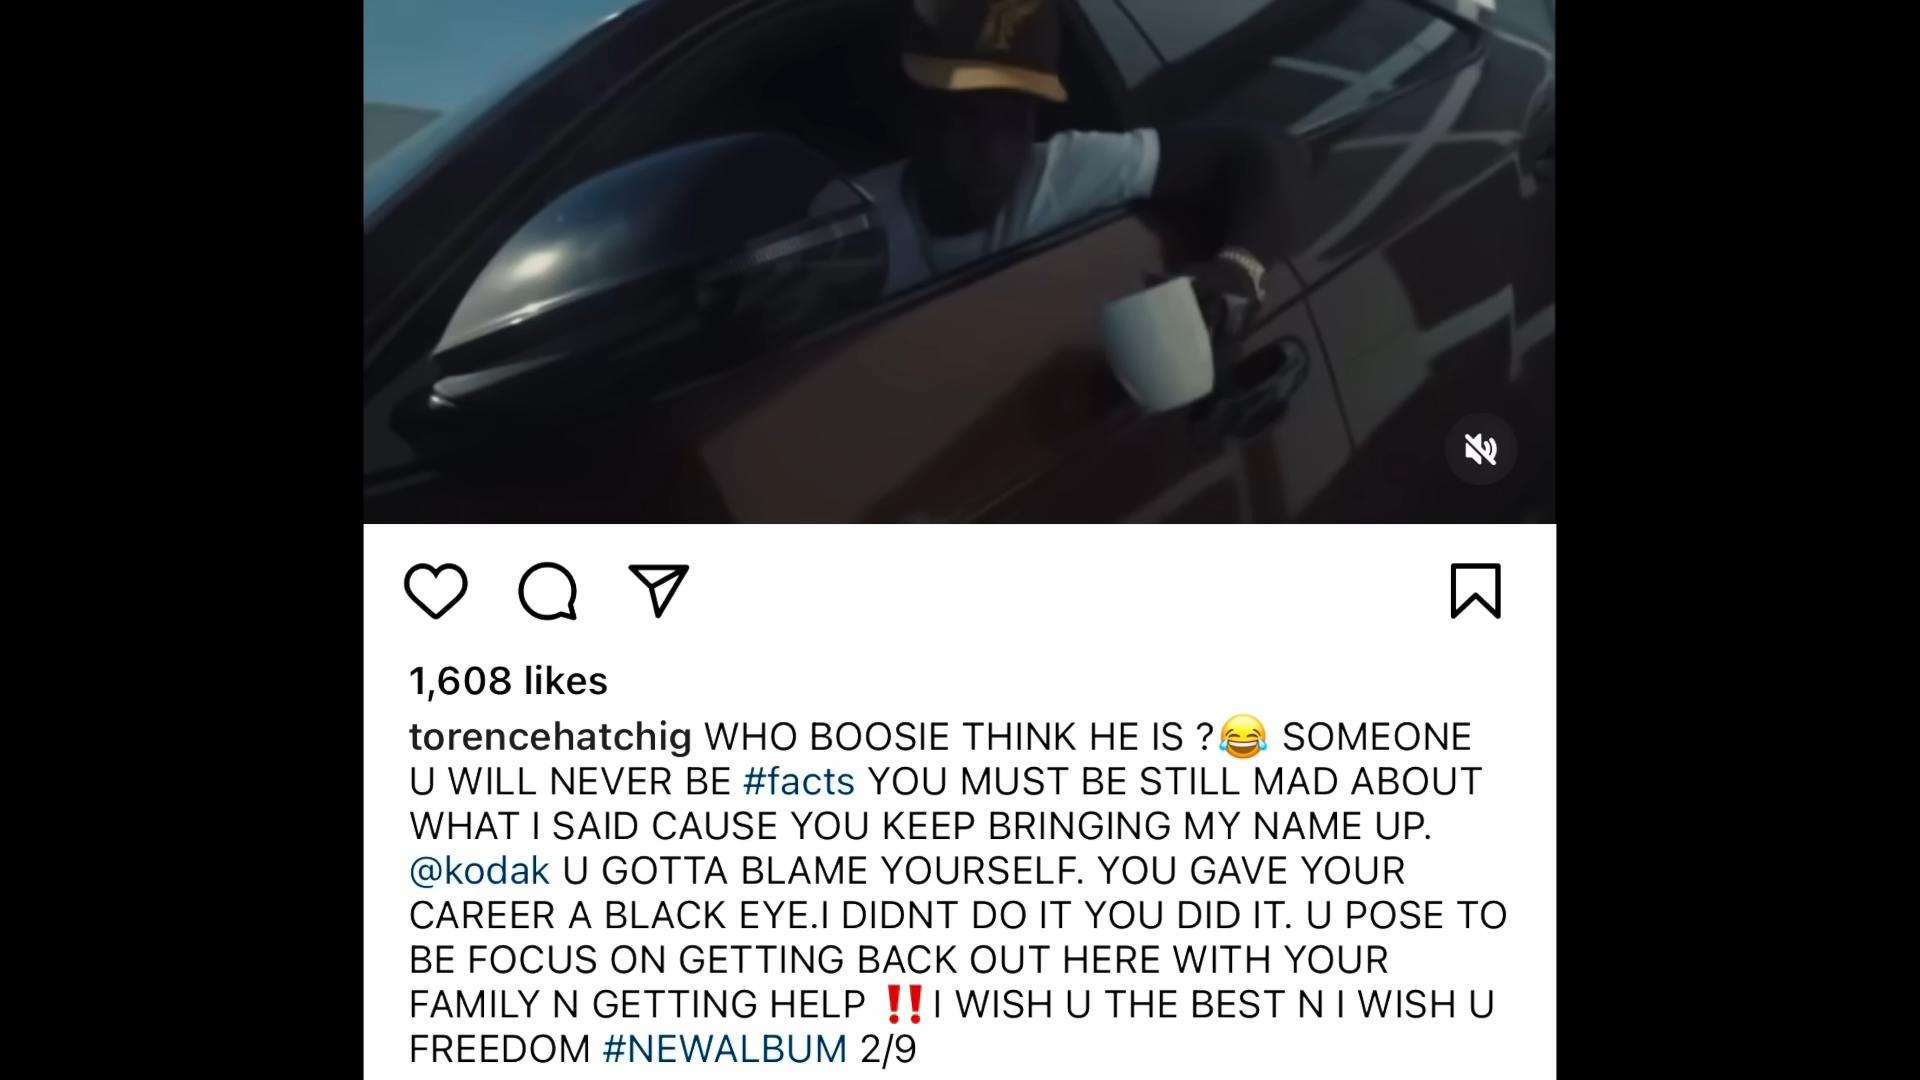 1,608 likes
torencehatchig WHO BOOSIE THINK HE IS ?😂 SOMEONE
U WILL NEVER BE #facts YOU MUST BE STILL MAD ABOUT
WHAT I SAID CAUSE YOU KEEP BRINGING MY NAME UP.
@kodak U GOTTA BLAME YOURSELF. YOU GAVE YOUR
CAREER A BLACK EYE.I DIDNT DO IT YOU DID IT. U POSE TO
BE FOCUS ON GETTING BACK OUT HERE WITH YOUR
FAMILY N GETTING HELP ‼️I WISH U THE BEST N I WISH U
FREEDOM #NEWALBUM 2/9